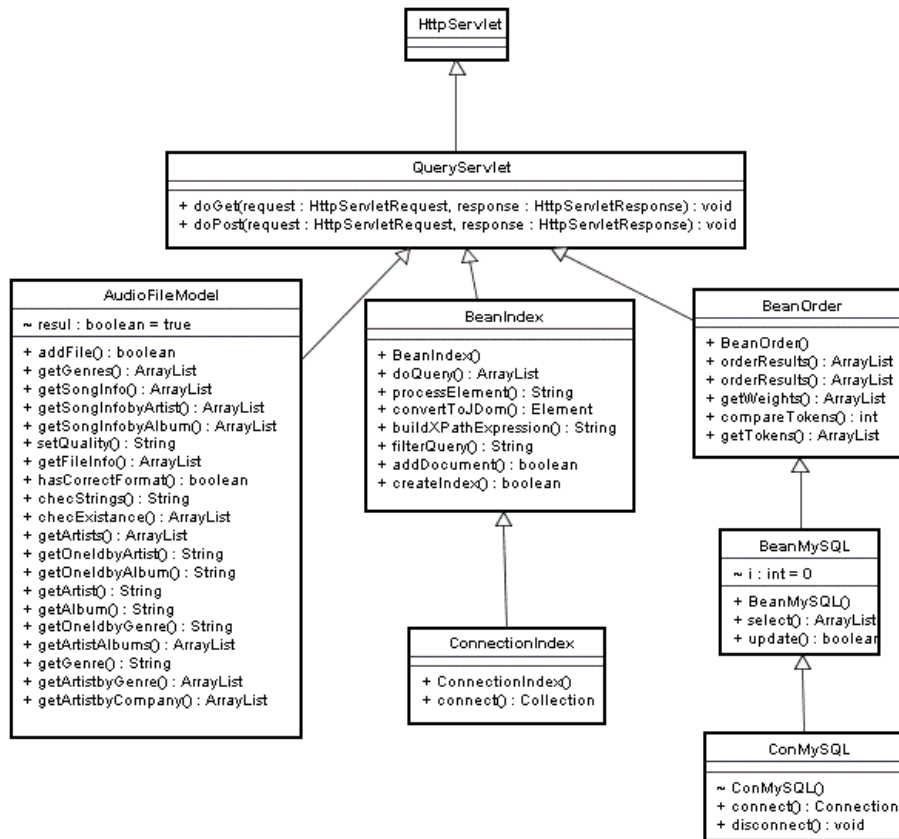 HttpServlet
QueryServlet
+ doGet(request : HttpServletRequest, response : HttpServletResponse) : void
+ doPost(request : HttpServletRequest, response : HttpServletResponse) : void
AudioFileModel
~ resul : boolean = true
+ addFile() : boolean
+ getGenres() : ArrayList
+ getSongInfo() : ArrayList
+ getSongInfobyArtist() : ArrayList
+ getSongInfobyAlbum() : ArrayList
+ setQuality() : String
+ getFileInfo() : ArrayList
+ hasCorrectFormat() : boolean
+ checStrings() : String
+ checExistance() : ArrayList
+ getArtists() : ArrayList
+ getOneIdbyArtist() : String
+ getOneIdbyAlbum() : String
+ getArtist() : String
+ getAlbum() : String
+ getOneIdbyGenre() : String
+ getArtistAlbums() : ArrayList
+ getGenre() : String
+ getArtistbyGenre() : ArrayList
+ getArtistbyCompany() : ArrayList
BeanIndex
+ BeanIndex()
+ doQuery() : ArrayList
+ processElement() : String
+ convertToJDom() : Element
+ buildXPathExpression() : String
+ filterQuery() : String
+ addDocument() : boolean
+ createIndex() : boolean
ConnectionIndex
+ ConnectionIndex()
+ connect() : Collection
BeanOrder
+ BeanOrder()
+ orderResults() : ArrayList
+ orderResults() : ArrayList
+ getWeights() : ArrayList
+ compareTokens() : int
+ getTokens() : ArrayList
BeanMySQL
~ i : int = 0
+ BeanMySQL()
+ select() : ArrayList
+ update() : boolean
ConMySQL
~ ConMySQL()
+ connect() : Connection
+ disconnect() : void